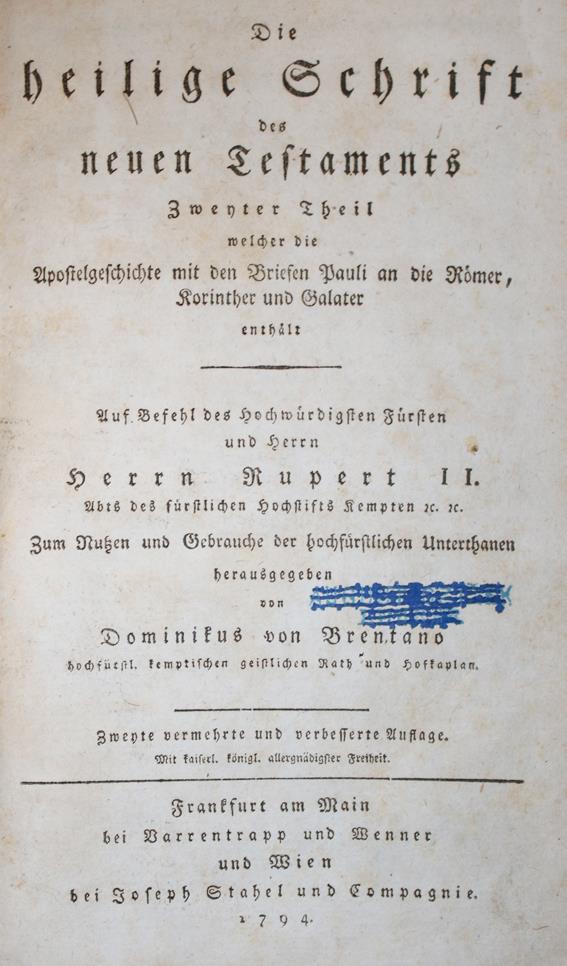 Die
heilige Schrift
des
neuen Testaments
Zweyter Theil
welcher die
Apostelgeschichte mit den Briefen Pauli an die Römer,
Korinther und Galater
enthält
Auf Befehl des Hochwürdigsten Fürsten
und Herrn
Herrn Rupert II.
Abts des fürstlichen Hochstifts Kempten ꝛc. ꝛc.
Zum Nutzen und Gebrauche der hochfürstlichen Unterthanen
herausgegeben
von
Dominikus von Brentano
hochfürstl. kemptischen geistlichen Rath und Hofkaplan.
Zweyte vermehrte und verbesserte Auflage.
Mit kaiserl. königl. allergnädigster Freiheit.
Frankfurt am Main
bei Varrentrapp und Wenner
und Wien
bei Joseph Stahel und Compagnie.
1794.